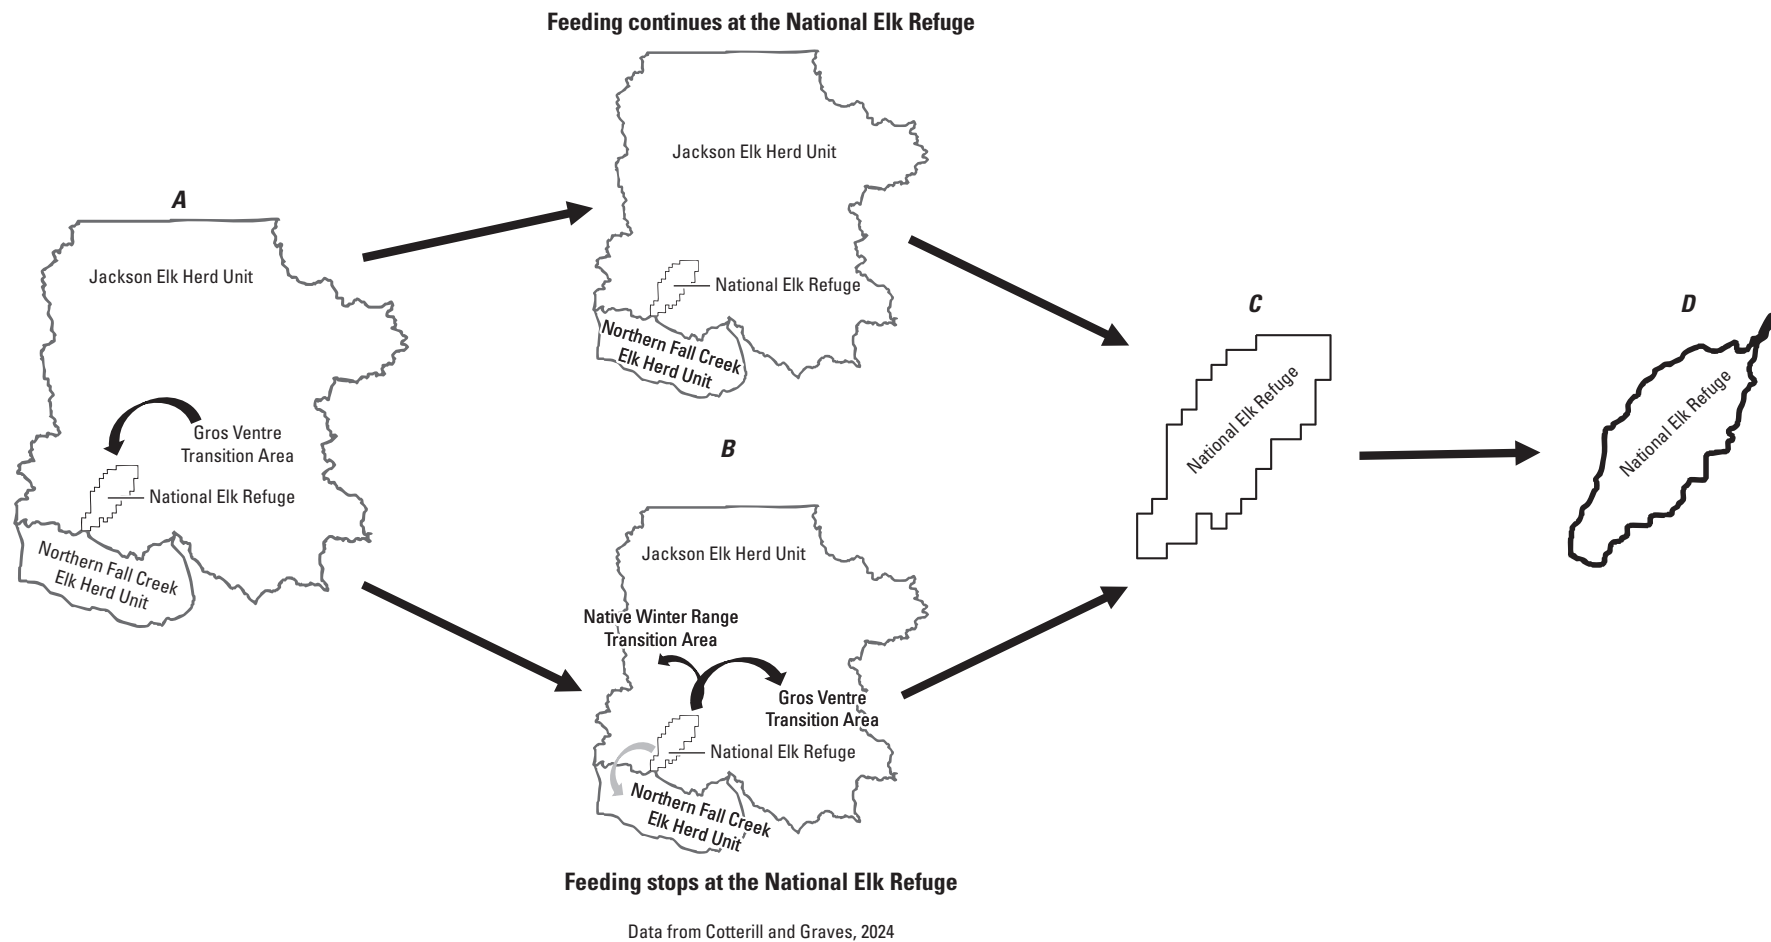 Feeding continues at the National Elk Refuge
A
Jackson Elk Herd Unit
Gros Ventre
Transition Area
National Elk Refuge
Northern Fall Creek
Elk Herd Unit
Jackson Elk Herd Unit
National Elk Refuge
Northern Fall Creek
Elk Herd Unit
B
Jackson Elk Herd Unit
Native Winter Range
Transition Area
Gros Ventre
Transition Area
National Elk Refuge
Northern Fall Creek
Elk Herd Unit
Feeding stops at the National Elk Refuge
C
National Elk Refuge
D
National Elk Refuge
Data from Cotterill and Graves, 2024